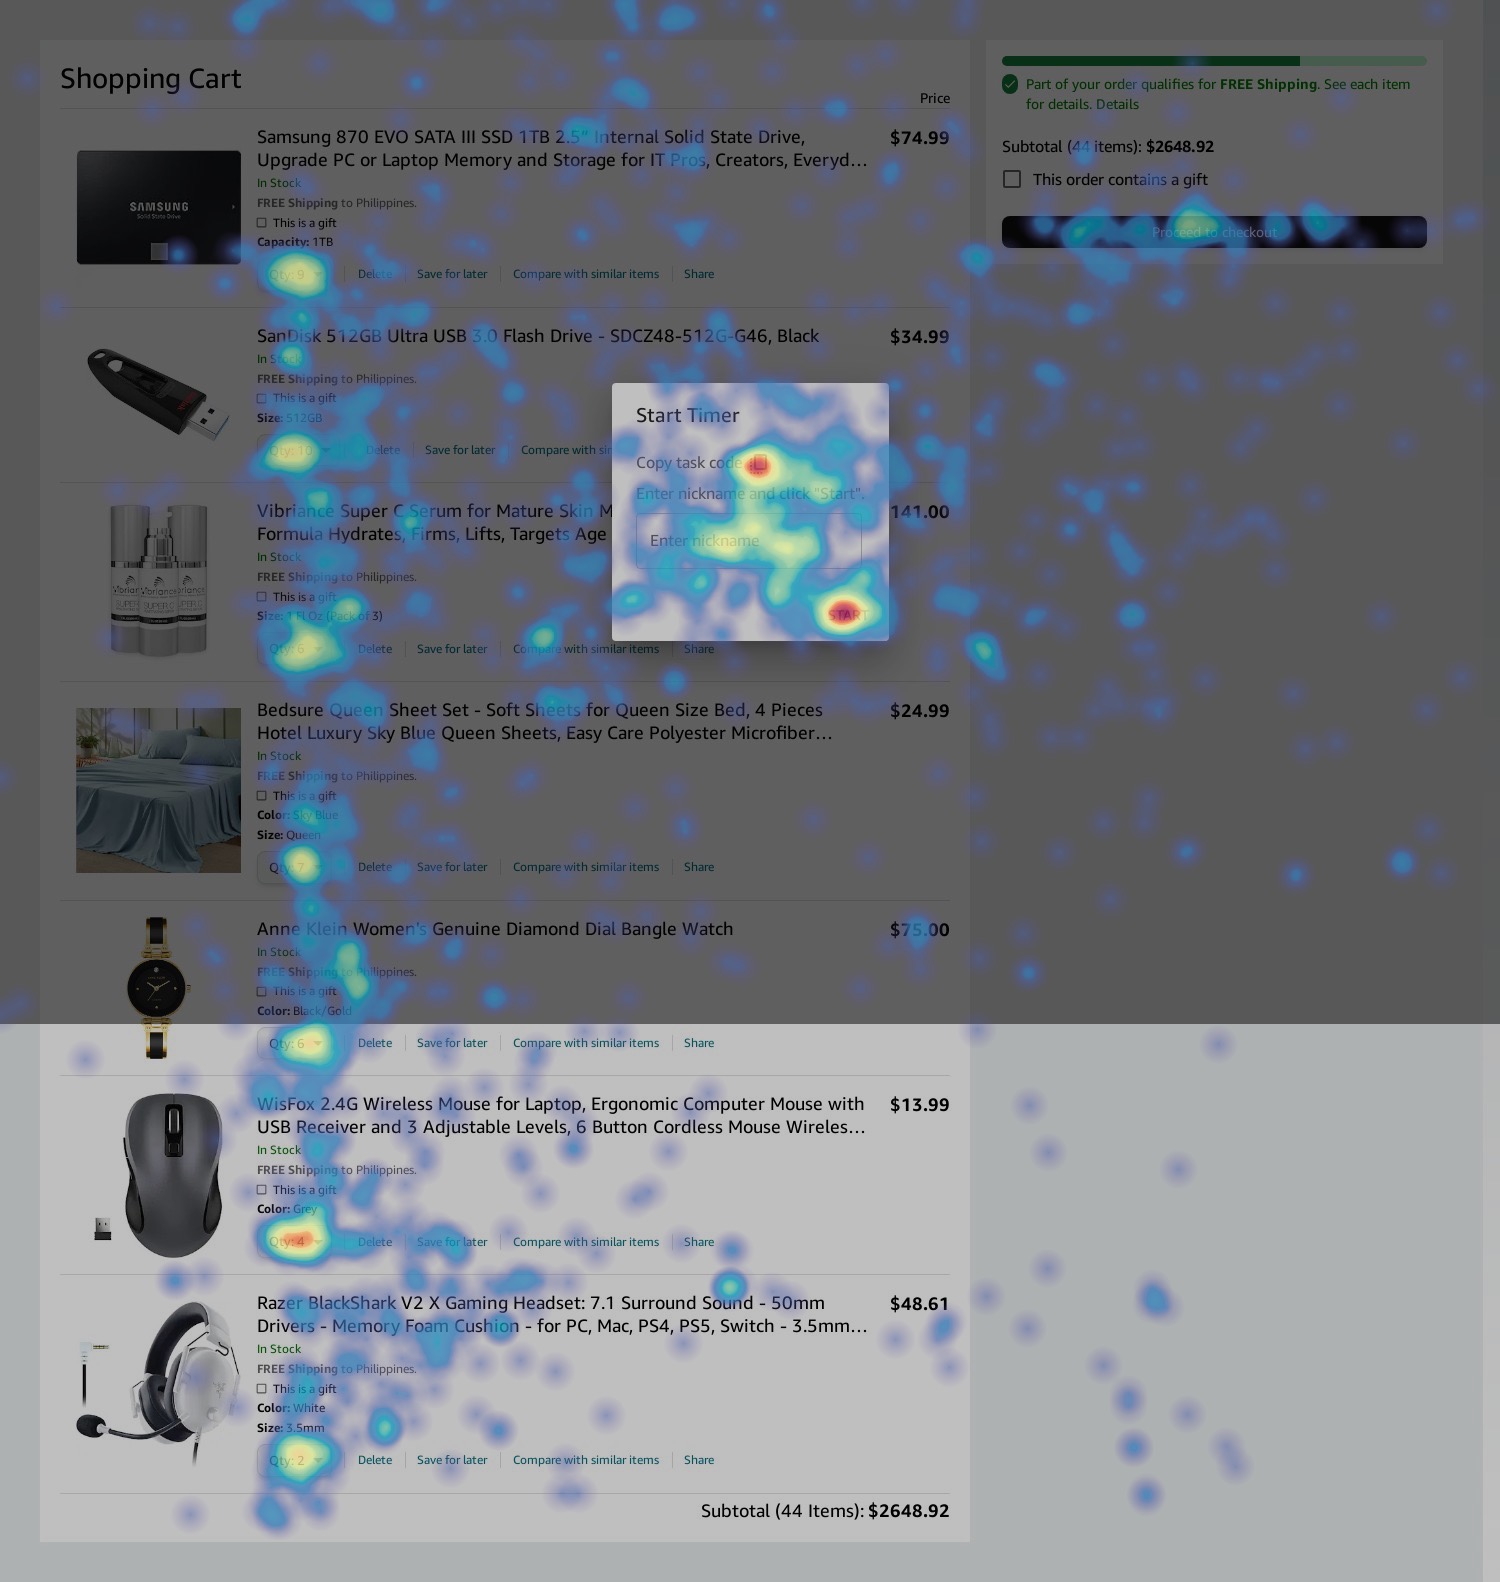 Shopping Cart
Price
Samsung 870 EVO SATA III SSD 1TB 2.5" Internal Solid State Drive,
Upgrade PC or Laptop Memory and Storage for IT Pros, Creators, Everyd...
$74.99
In Stock
FREE Shipping to Philippines.
This is a gift
Capacity: 1TB
Qty: 9
Delete
Save for later
Compare with similar items
Share
SAMSUNG
Solid State Drive
SanDisk 512GB Ultra USB 3.0 Flash Drive - SDCZ48-512G-G46, Black
$34.99
In Stock
FREE Shipping to Philippines.
This is a gift
Size: 512GB
Qty: 10
Delete
Save for later
Compare with sim
Vibriance Super C Serum for Mature Skin M
Formula Hydrates, Firms, Lifts, Targets Age
141.00
In Stock
FREE Shipping to Philippines.
This is a gift
Size: 1 Fl Oz (Pack of 3)
Qty: 6
Delete
Save for later
Compare with similar items
Share
Bedsure Queen Sheet Set - Soft Sheets for Queen Size Bed, 4 Pieces
Hotel Luxury Sky Blue Queen Sheets, Easy Care Polyester Microfiber...
$24.99
In Stock
FREE Shipping to Philippines.
This is a gift
Color: Sky Blue
Size: Queen
Qty: 7
Delete
Save for later
Compare with similar items
Share
Anne Klein Women's Genuine Diamond Dial Bangle Watch
$75.00
In Stock
FREE Shipping to Philippines.
This is a gift
Color: Black/Gold
Qty: 6
Delete
Save for later
Compare with similar items
Share
WisFox 2.4G Wireless Mouse for Laptop, Ergonomic Computer Mouse with
USB Receiver and 3 Adjustable Levels, 6 Button Cordless Mouse Wireles...
$13.99
In Stock
FREE Shipping to Philippines.
This is a gift
Color: Grey
Qty: 4
Delete
Save for later
Compare with similar items
Share
Razer BlackShark V2 X Gaming Headset: 7.1 Surround Sound - 50mm
Drivers - Memory Foam Cushion - for PC, Mac, PS4, PS5, Switch - 3.5mm...
$48.61
In Stock
FREE Shipping to Philippines.
This is a gift
Color: White
Size: 3.5mm
Qty: 2
Delete
Save for later
Compare with similar items
Share
Subtotal (44 Items): $2648.92
Start Timer
Copy task code
Enter nickname and click "Start".
Enter nickname
START
Part of your order qualifies for FREE Shipping. See each item
for details. Details
Subtotal (44 items): $2648.92
This order contains a gift
Proceed to checkout